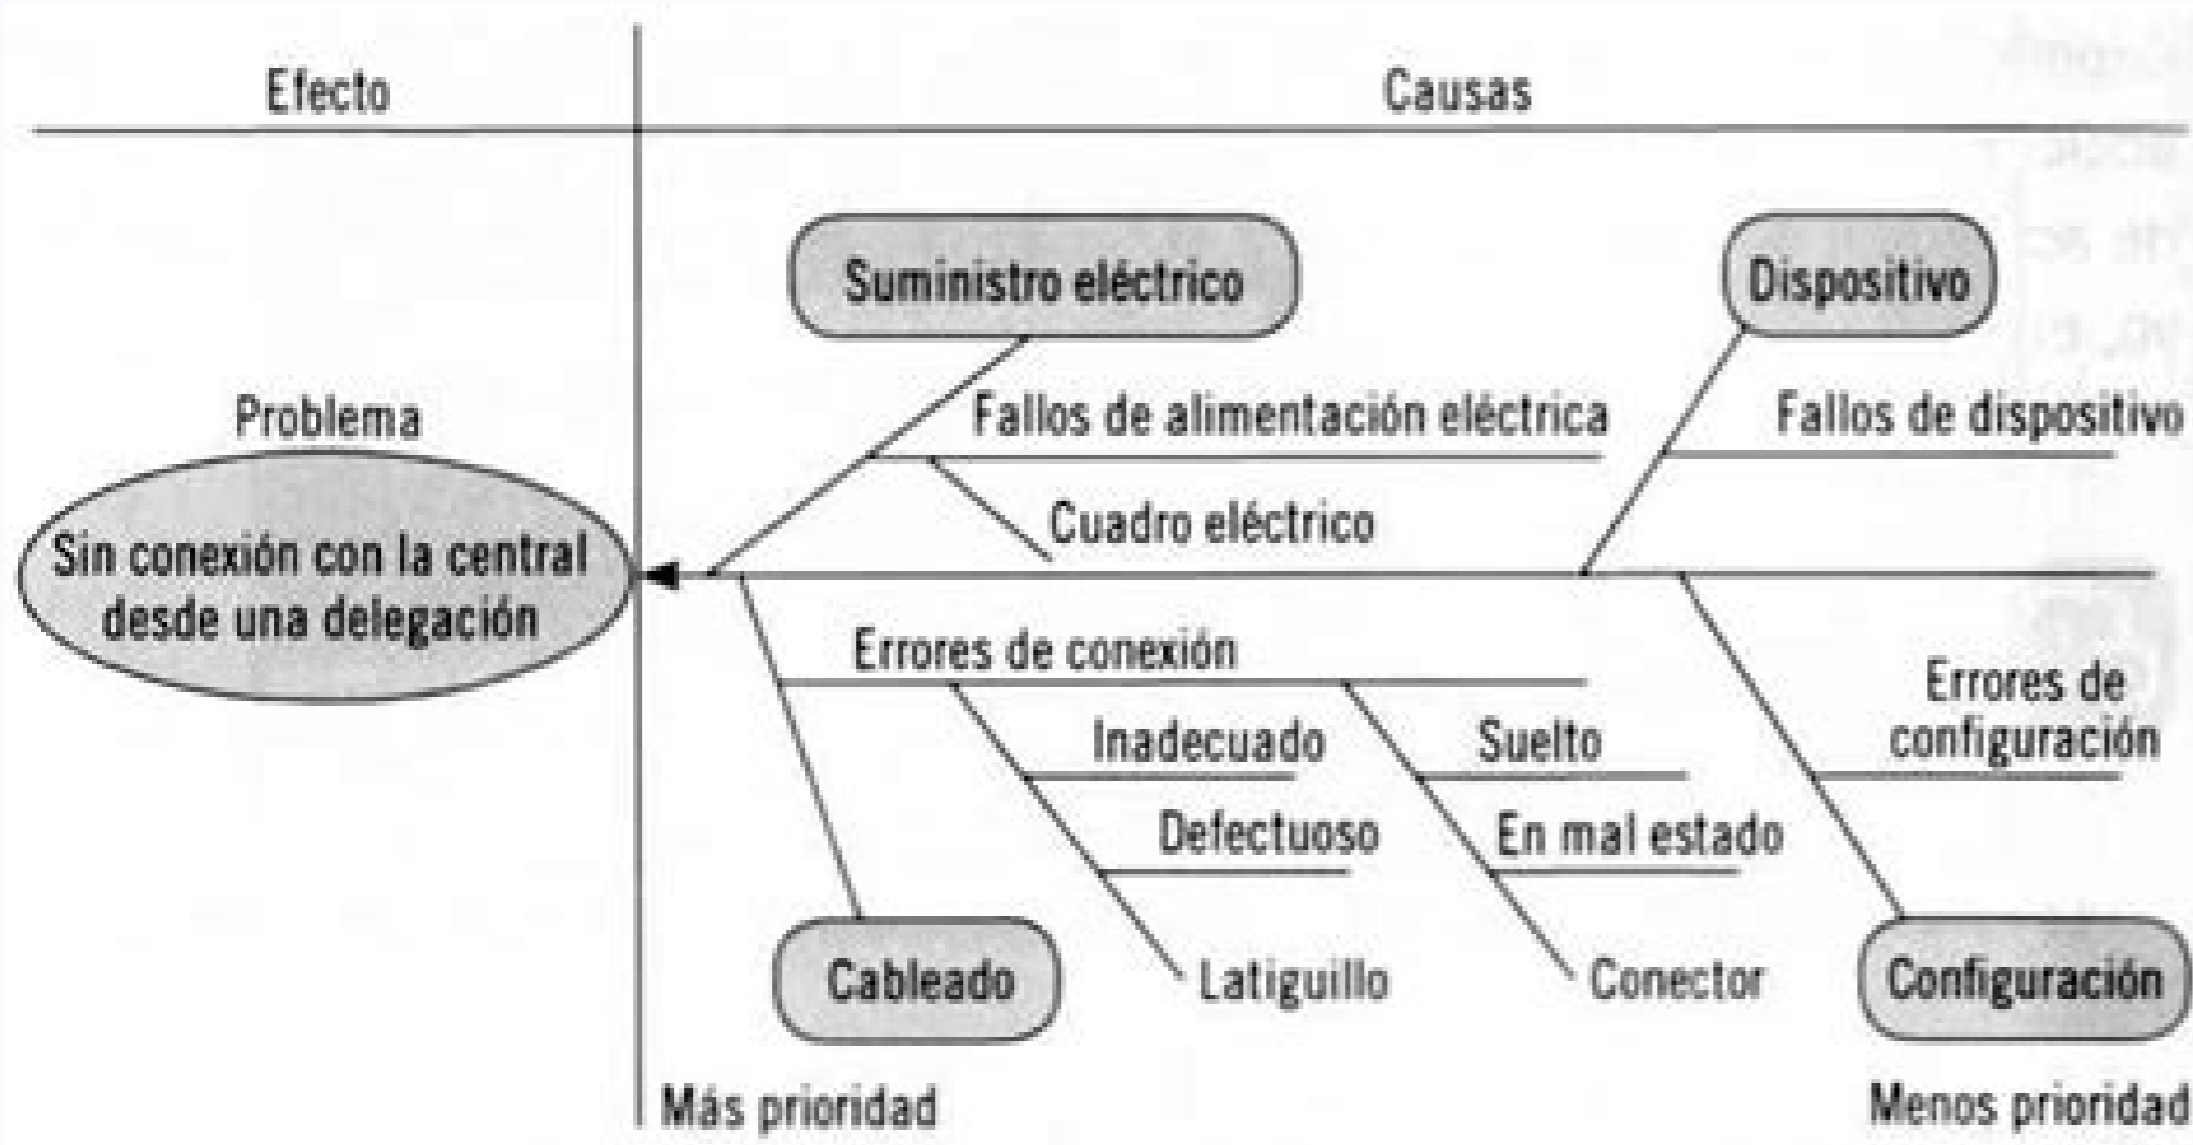 Efecto
Causas
Suministro eléctrico
Dispositivo
Problema
Fallos de alimentación eléctrica
Fallos de dispositivo
Cuadro eléctrico
Sin conexión con la central
desde una delegación
Errores de conexión
Errores de
configuración
Inadecuado
Suelto
Defectuoso
En mal estado
Cableado
Latiguillo
Conector
Configuración
Más prioridad
Menos prioridad